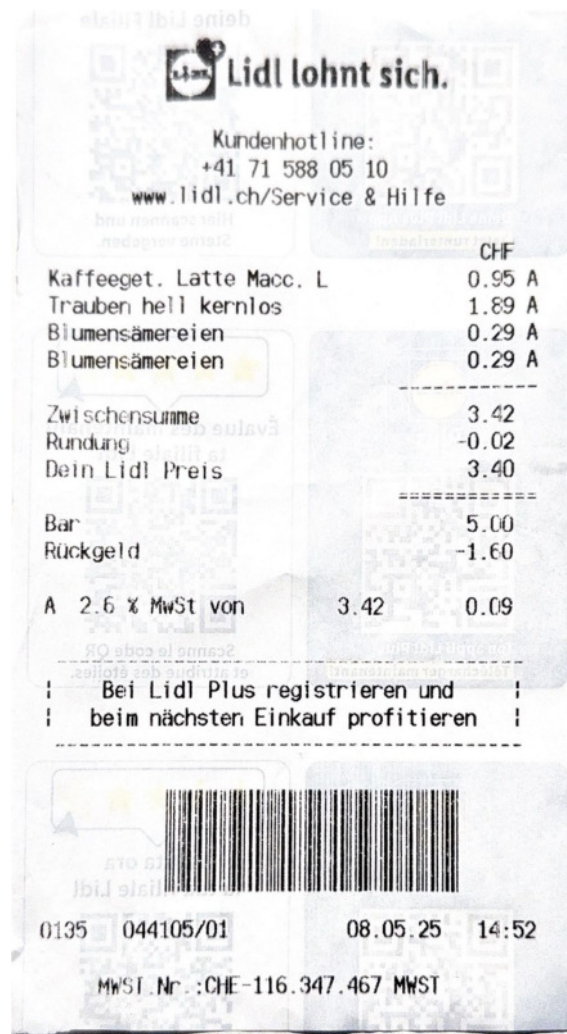 Lidl lohnt sich.
Kundenhotline:
+41 71 588 05 10
www.lidl.ch/Service & Hilfe
CHF
Kaffeeget. Latte Macc. L 0.95 A
Trauben hell kernlos 1.89 A
Blumensämereien 0.29 A
Blumensämereien 0.29 A
Zwischensumme 3.42
Rundung -0.02
Dein Lidl Preis 3.40
Bar 5.00
Rückgeld -1.60
A 2.6 % MwSt von 3.42 0.09
Bei Lidl Plus registrieren und
beim nächsten Einkauf profitieren
0135 044105/01 08.05.25 14:52
MWST.Nr.:CHE-116.347.467 MWST